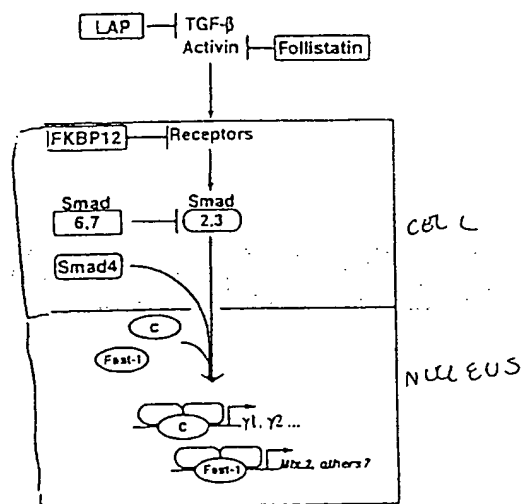 LAP TGF-β
Activin Follistatin
FKBP12 Receptors
Smad Smad
6,7 2,3
CELL
Smad4
C
Fast-1
NUCLEUS
C γ1, γ2 ...
Fast-1 Mix 2, others?